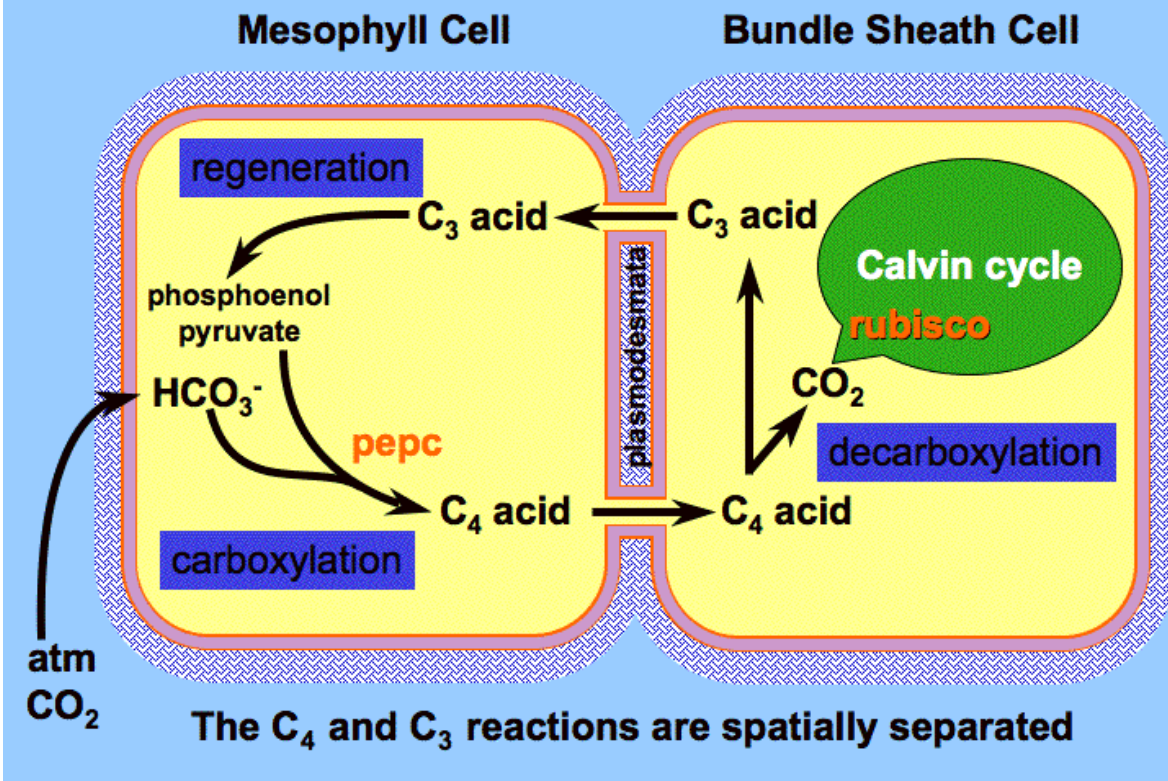 Mesophyll Cell
Bundle Sheath Cell
regeneration
C₃ acid
C₃ acid
phosphoenol
pyruvate
Calvin cycle
rubisco
plasmodesmata
HCO₃⁻
CO₂
pepc
decarboxylation
C₄ acid
C₄ acid
carboxylation
atm
CO₂
The C₄ and C₃ reactions are spatially separated